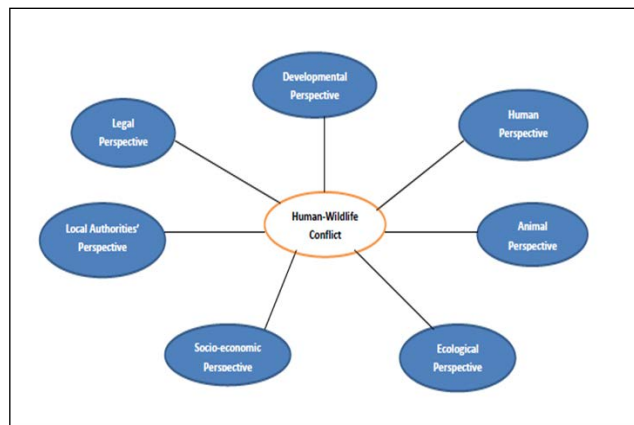 Developmental
Perspective
Legal
Perspective
Human
Perspective
Human-Wildlife
Conflict
Local Authorities'
Perspective
Animal
Perspective
Socio-economic
Perspective
Ecological
Perspective